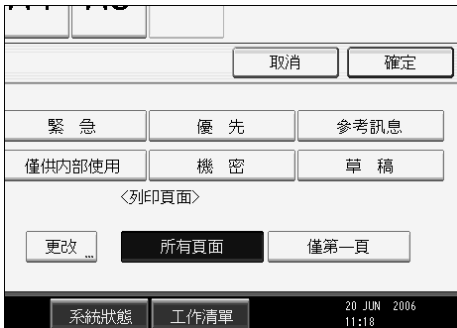 取消 確定
緊 急 優 先 參考訊息
僅供內部使用 機 密 草 稿
〈列印頁面〉
更改... 所有頁面 僅第一頁
系統狀態 工作清單 20 JUN 2006
11:18